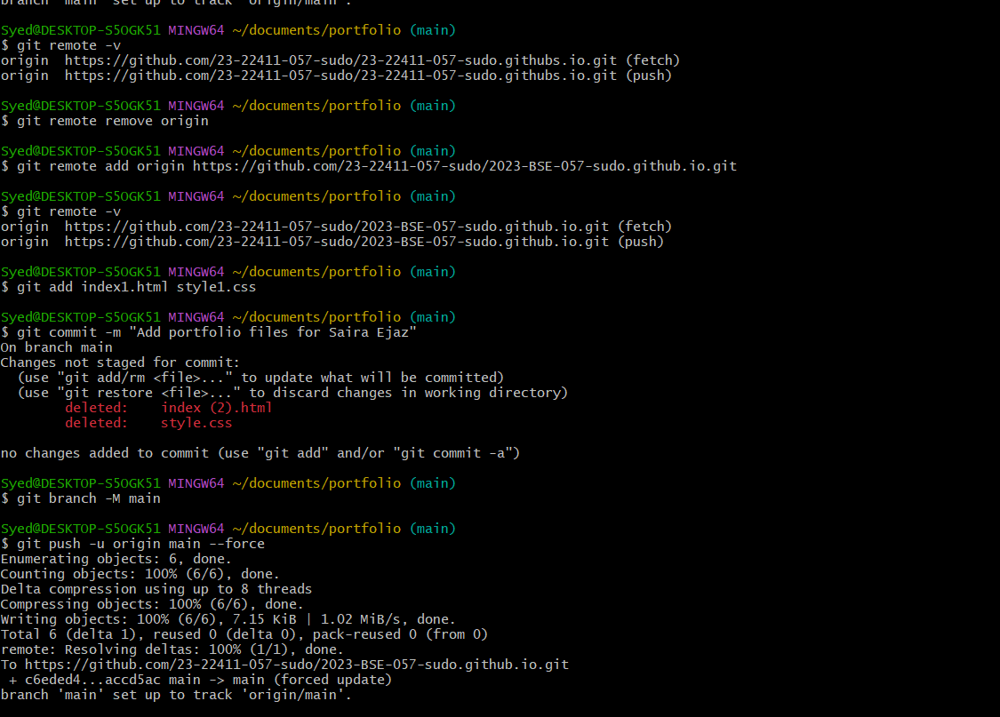 branch 'main' set up to track 'origin/main'.
Syed@DESKTOP-S5OGK51 MINGW64 ~/documents/portfolio (main)
$ git remote -v
origin  https://github.com/23-22411-057-sudo/23-22411-057-sudo.githubs.io.git (fetch)
origin  https://github.com/23-22411-057-sudo/23-22411-057-sudo.githubs.io.git (push)
Syed@DESKTOP-S5OGK51 MINGW64 ~/documents/portfolio (main)
$ git remote remove origin
Syed@DESKTOP-S5OGK51 MINGW64 ~/documents/portfolio (main)
$ git remote add origin https://github.com/23-22411-057-sudo/2023-BSE-057-sudo.github.io.git
Syed@DESKTOP-S5OGK51 MINGW64 ~/documents/portfolio (main)
$ git remote -v
origin  https://github.com/23-22411-057-sudo/2023-BSE-057-sudo.github.io.git (fetch)
origin  https://github.com/23-22411-057-sudo/2023-BSE-057-sudo.github.io.git (push)
Syed@DESKTOP-S5OGK51 MINGW64 ~/documents/portfolio (main)
$ git add index1.html style1.css
Syed@DESKTOP-S5OGK51 MINGW64 ~/documents/portfolio (main)
$ git commit -m "Add portfolio files for Saira Ejaz"
On branch main
Changes not staged for commit:
  (use "git add/rm <file>..." to update what will be committed)
  (use "git restore <file>..." to discard changes in working directory)
        deleted:    index (2).html
        deleted:    style.css
no changes added to commit (use "git add" and/or "git commit -a")
Syed@DESKTOP-S5OGK51 MINGW64 ~/documents/portfolio (main)
$ git branch -M main
Syed@DESKTOP-S5OGK51 MINGW64 ~/documents/portfolio (main)
$ git push -u origin main --force
Enumerating objects: 6, done.
Counting objects: 100% (6/6), done.
Delta compression using up to 8 threads
Compressing objects: 100% (6/6), done.
Writing objects: 100% (6/6), 7.15 KiB | 1.02 MiB/s, done.
Total 6 (delta 1), reused 0 (delta 0), pack-reused 0 (from 0)
remote: Resolving deltas: 100% (1/1), done.
To https://github.com/23-22411-057-sudo/2023-BSE-057-sudo.github.io.git
 + c6eded4...accd5ac main -> main (forced update)
branch 'main' set up to track 'origin/main'.